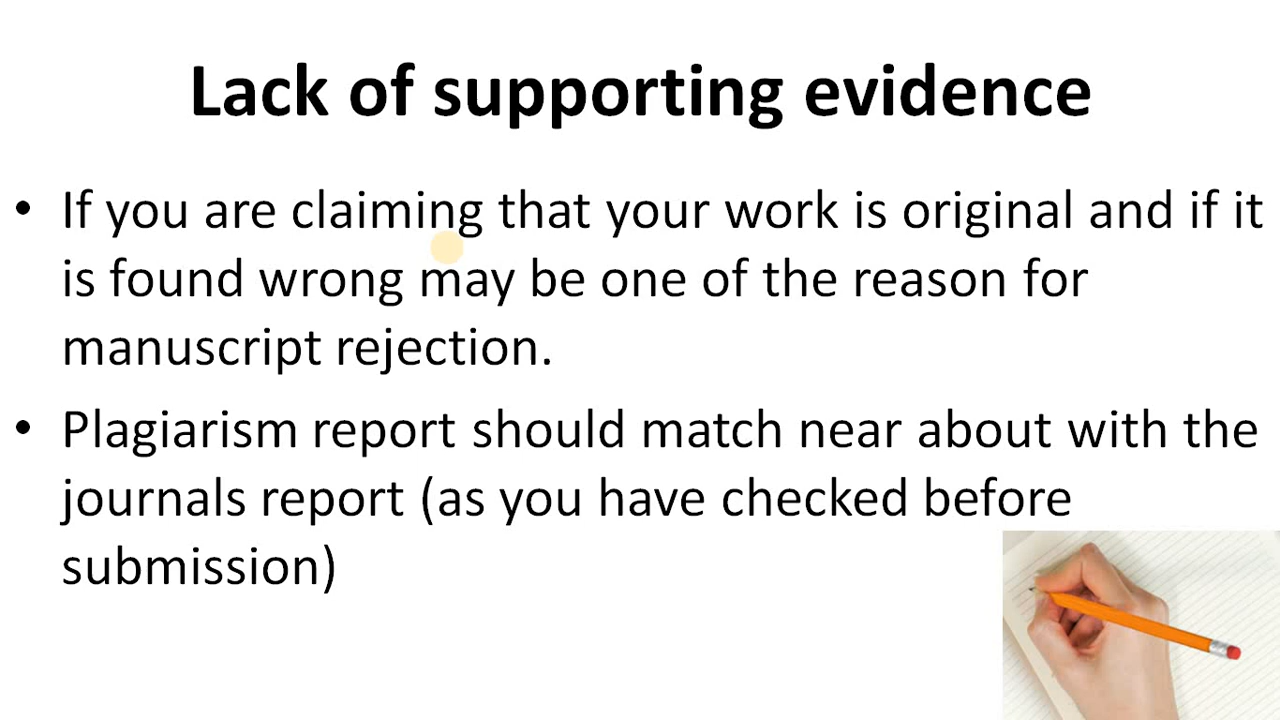 Lack of supporting evidence
• If you are claiming that your work is original and if it
is found wrong may be one of the reason for
manuscript rejection.
• Plagiarism report should match near about with the
journals report (as you have checked before
submission)